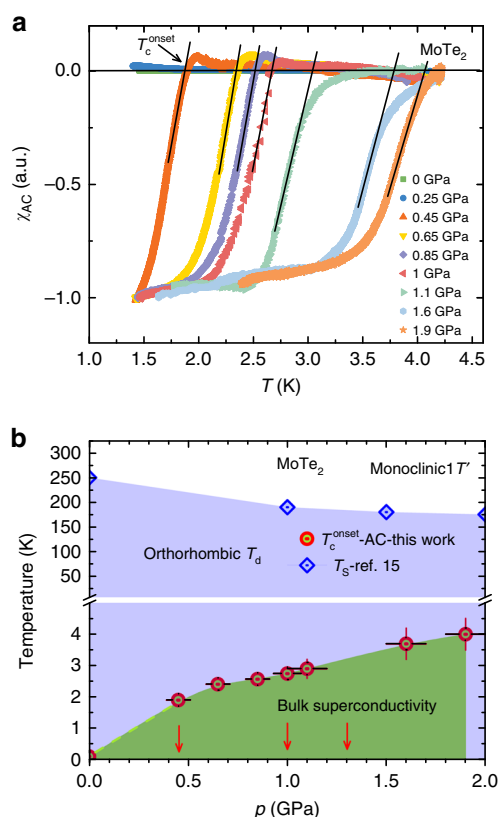 a
T_c^onset
MoTe₂
0.0
−0.5
−1.0
χ_AC (a.u.)
0 GPa
0.25 GPa
0.45 GPa
0.65 GPa
0.85 GPa
1 GPa
1.1 GPa
1.6 GPa
1.9 GPa
1.0 1.5 2.0 2.5 3.0 3.5 4.0 4.5
T (K)
b
300
250
200
150
100
50
4
3
2
1
0
Temperature (K)
MoTe₂ Monoclinic1T′
T_c^onset-AC-this work
Orthorhombic T_d
T_S-ref. 15
Bulk superconductivity
0.0 0.5 1.0 1.5 2.0
p (GPa)